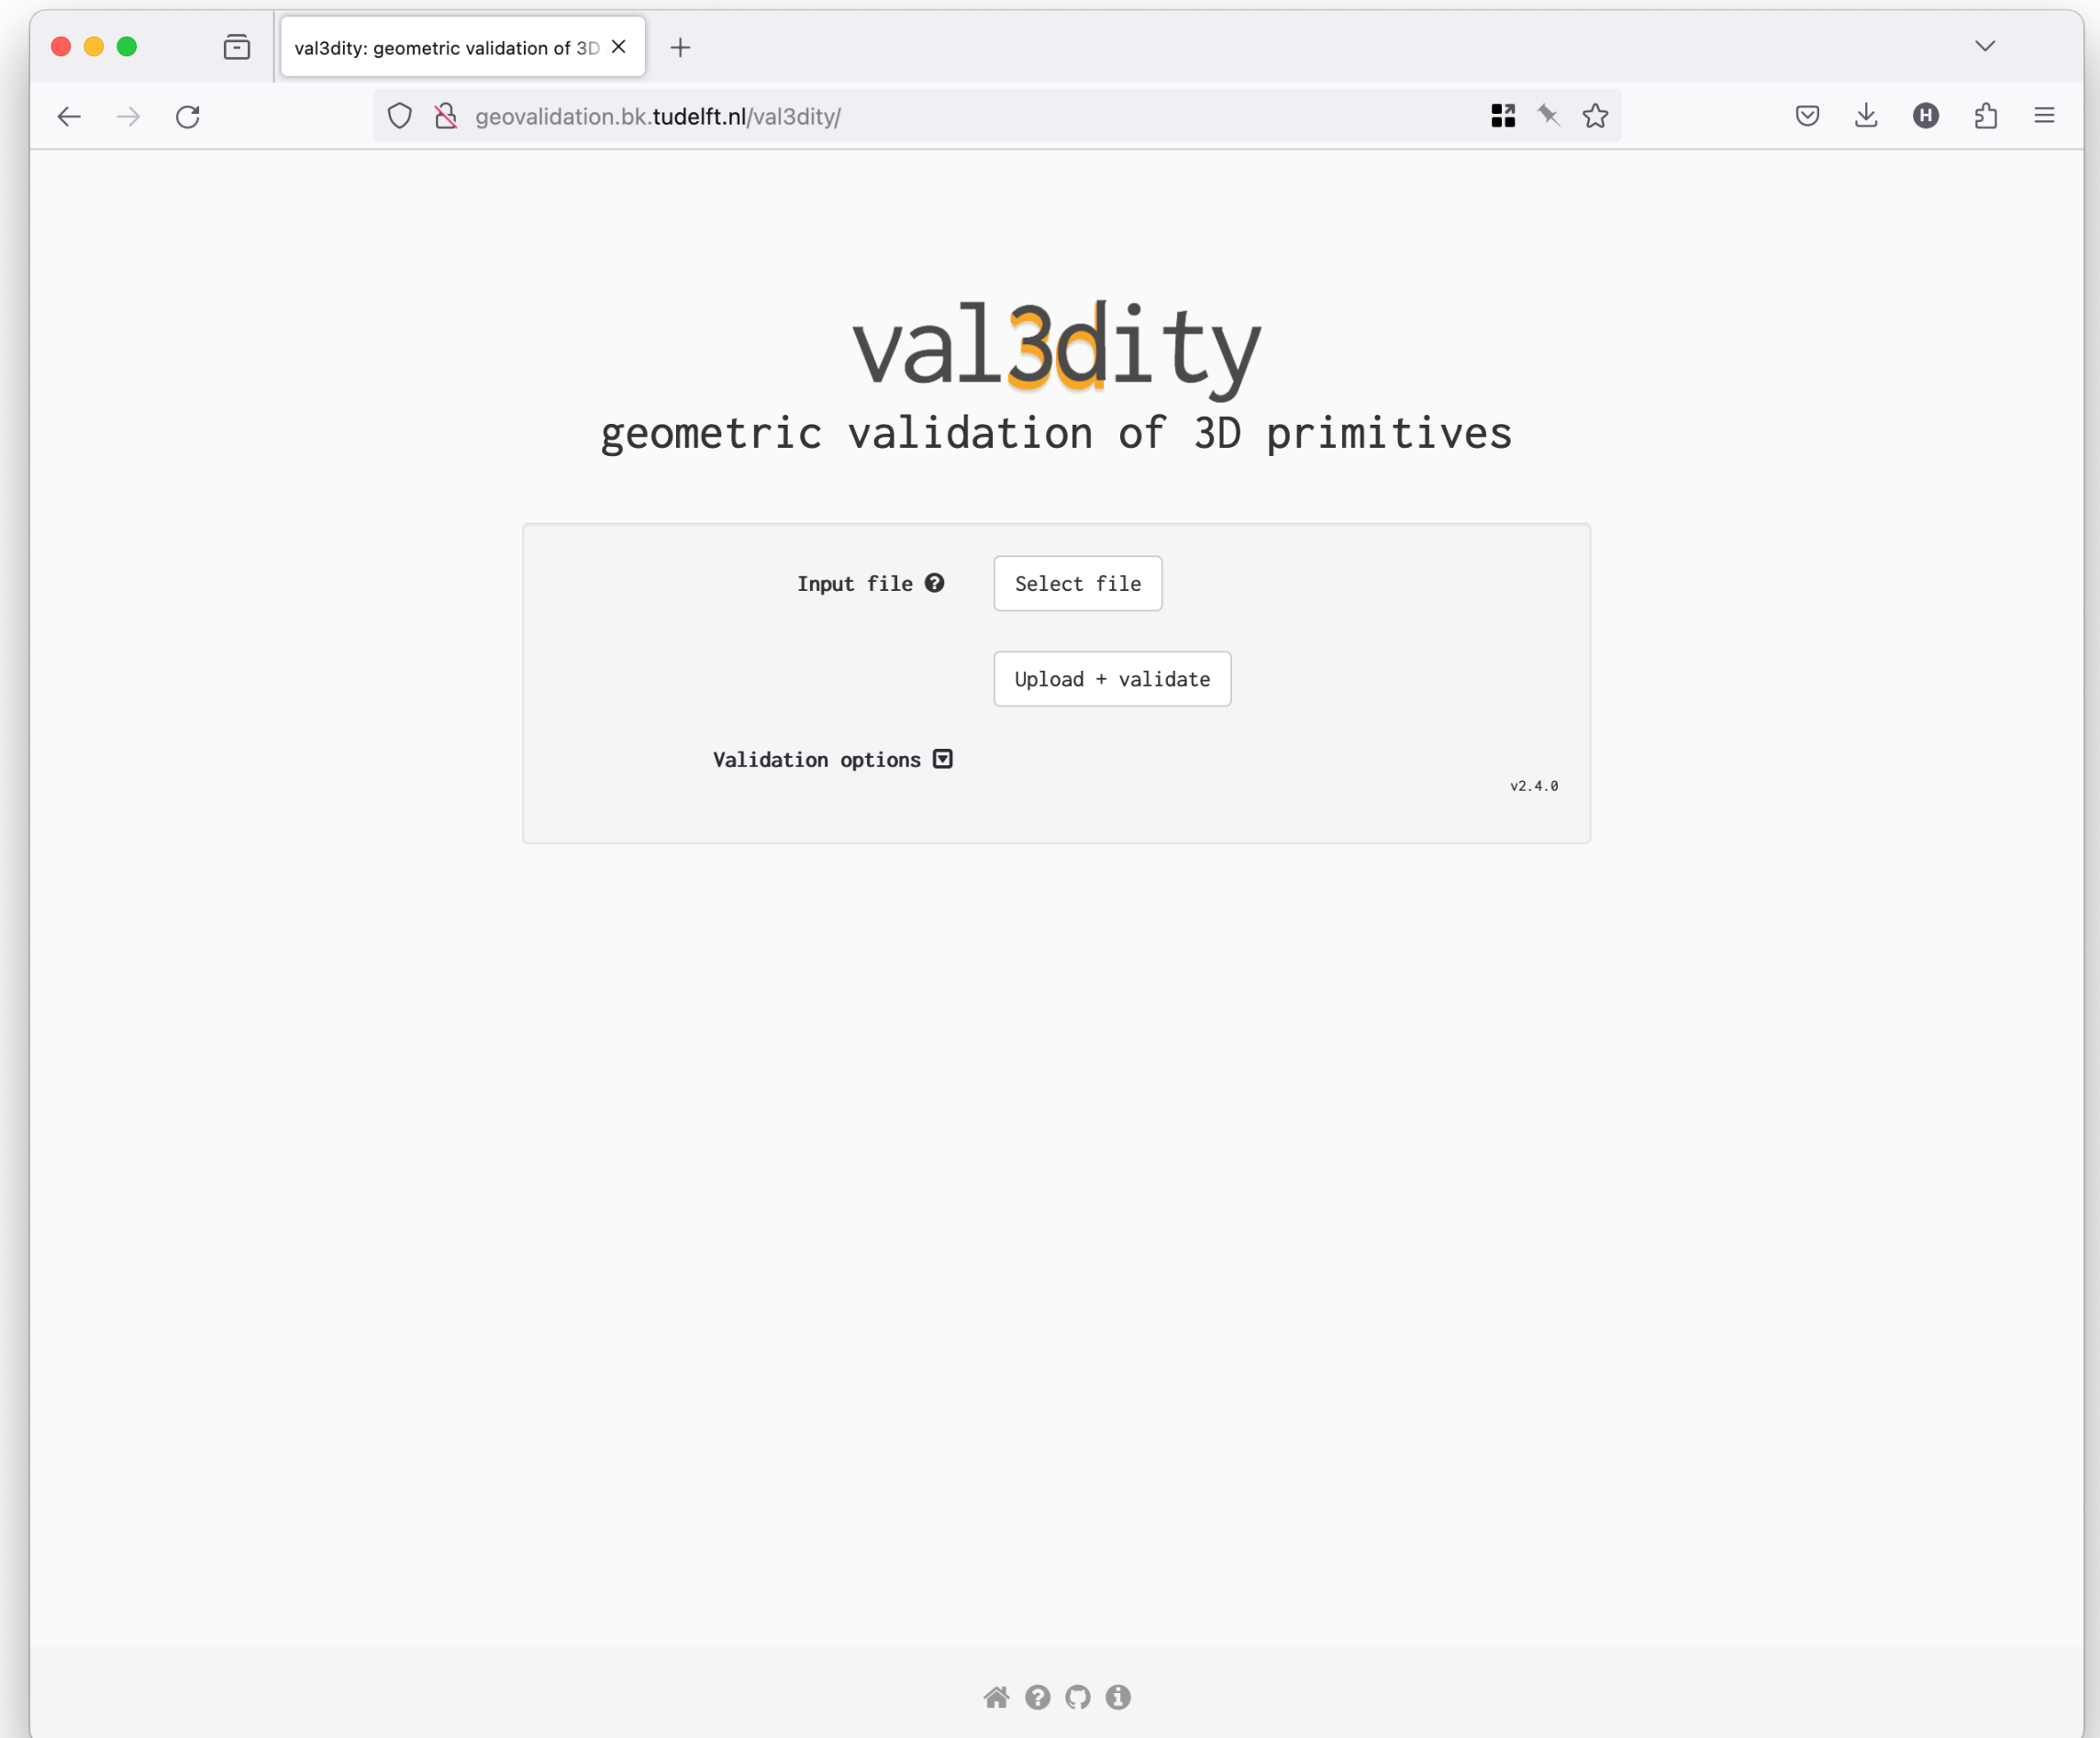 val3dity: geometric validation of 3D
geovalidation.bk.tudelft.nl/val3dity/
H
val3dity
geometric validation of 3D primitives
Input file ?
Select file
Upload + validate
Validation options
v2.4.0